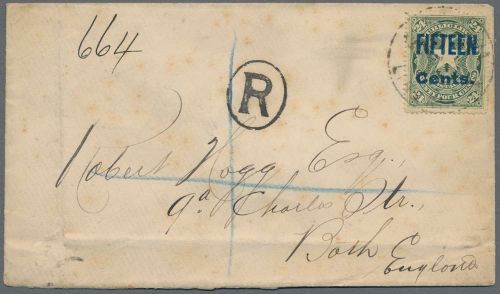 664
FIFTEEN
Cents.
R
Robert Hogg Esq.,
9a Charles Str,
Bath
England